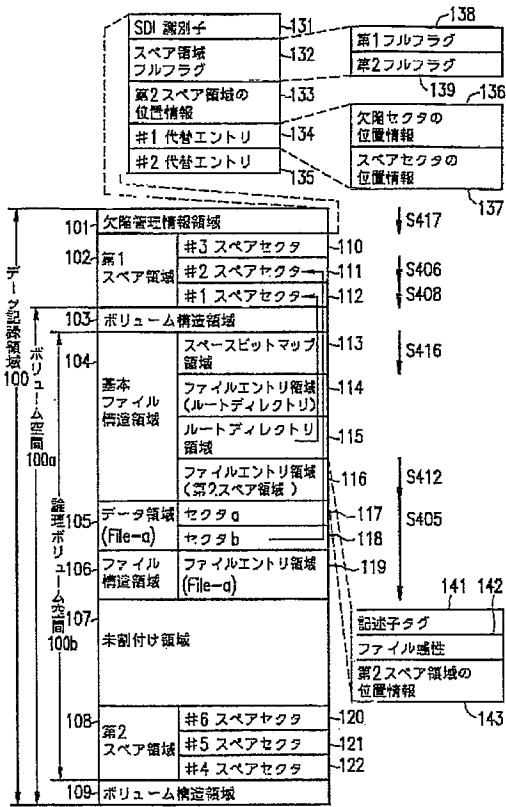 SDI 識別子
131
スペア領域
フルフラグ
132
第2スペア領域の
位置情報
133
#1 代替エントリ
134
#2 代替エントリ
135
138
第1フルフラグ
第2フルフラグ
139
136
欠陥セクタの
位置情報
スペアセクタの
位置情報
137
データ記録領域
100
ボリューム空間
100a
論理ボリューム空間
100b
101
欠陥管理情報領域
S417
102
第1
スペア領域
#3 スペアセクタ
110
#2 スペアセクタ
111
S406
#1 スペアセクタ
112
S408
103
ボリューム構造領域
104
基本
ファイル
構造領域
スペースビットマップ
領域
113
S416
ファイルエントリ領域
(ルートディレクトリ)
114
ルートディレクトリ
領域
115
ファイルエントリ領域
(第2スペア領域)
116
S412
105
データ領域
(File-a)
セクタa
117
S405
セクタb
118
106
ファイル
構造領域
ファイルエントリ領域
(File-a)
119
107
未割付け領域
141
142
記述子タグ
ファイル属性
第2スペア領域の
位置情報
143
108
第2
スペア領域
#6 スペアセクタ
120
#5 スペアセクタ
121
#4 スペアセクタ
122
109
ボリューム構造領域